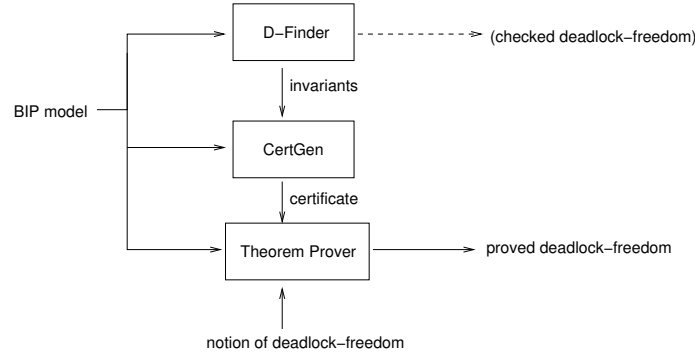 D−Finder
(checked deadlock−freedom)
invariants
BIP model
CertGen
certificate
Theorem Prover
proved deadlock−freedom
notion of deadlock−freedom